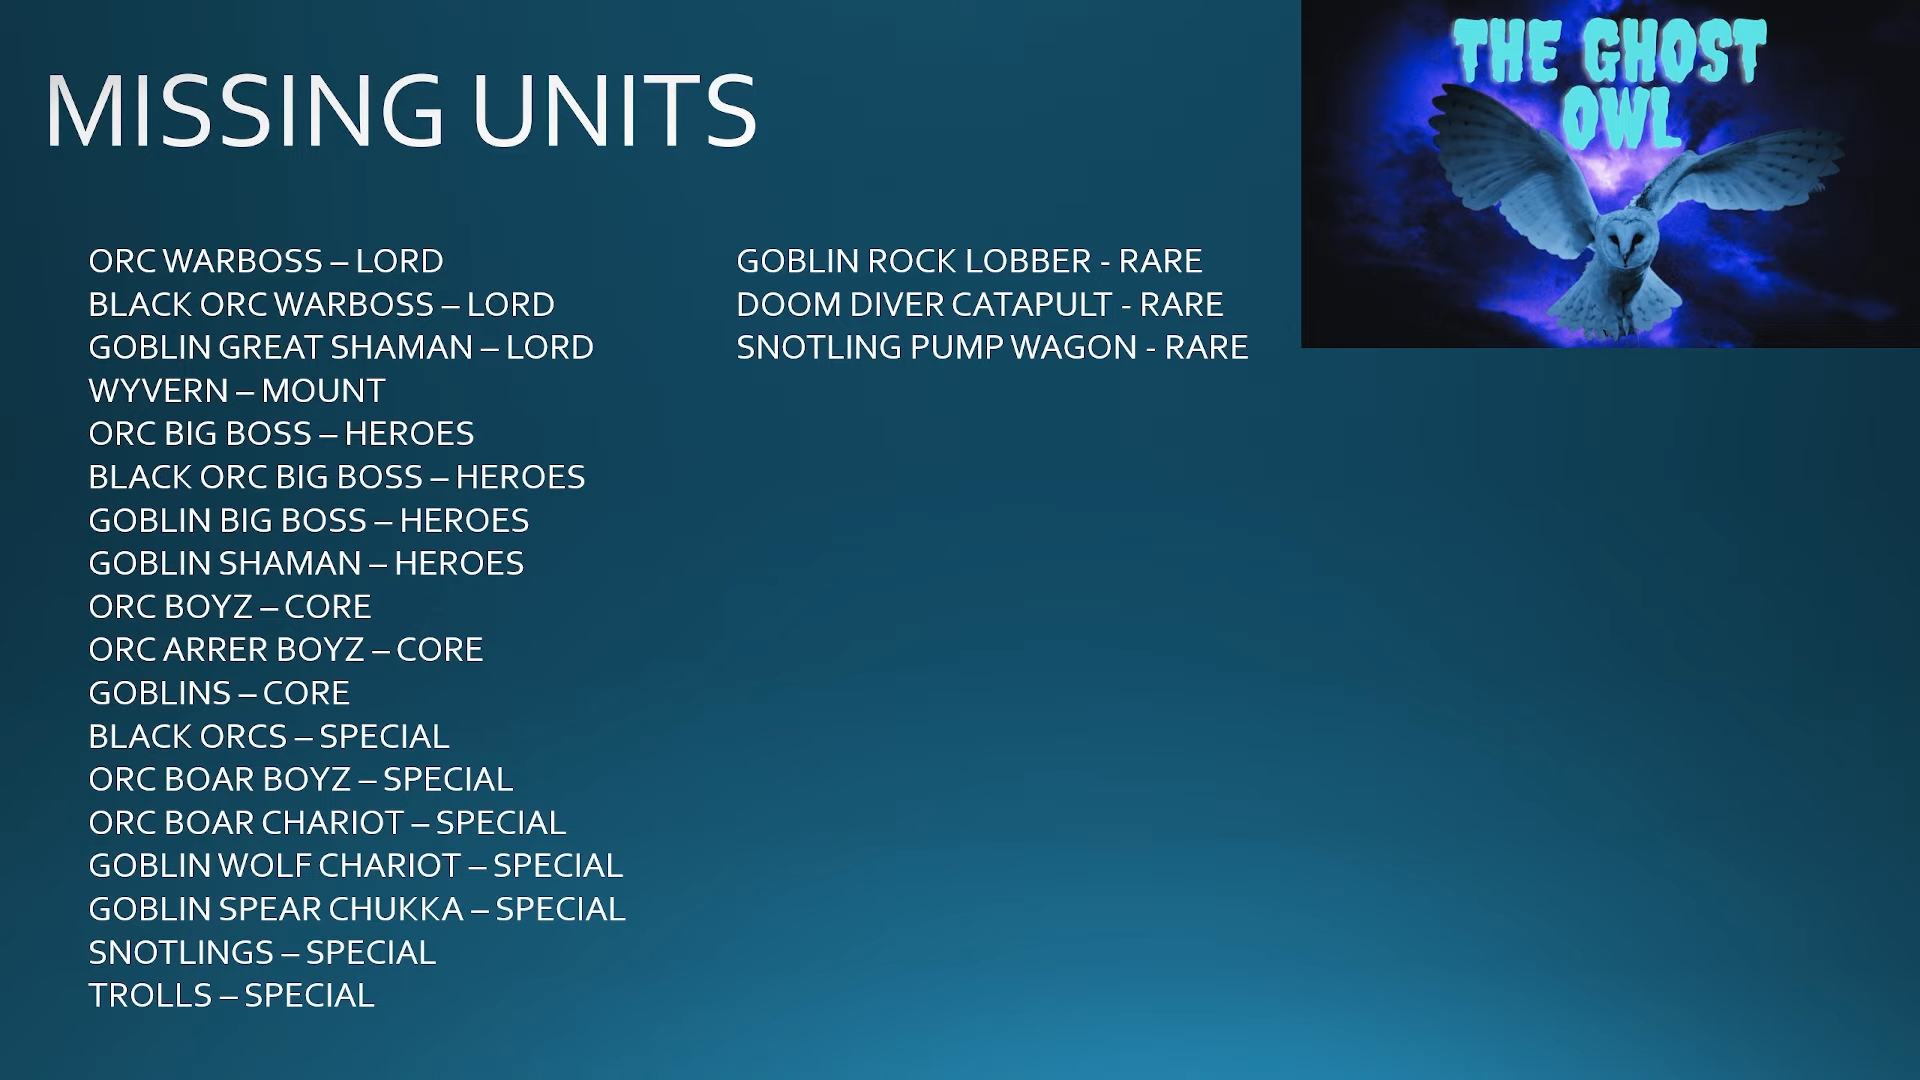 MISSING UNITS
THE GHOST
OWL
ORC WARBOSS – LORD
BLACK ORC WARBOSS – LORD
GOBLIN GREAT SHAMAN – LORD
WYVERN – MOUNT
ORC BIG BOSS – HEROES
BLACK ORC BIG BOSS – HEROES
GOBLIN BIG BOSS – HEROES
GOBLIN SHAMAN – HEROES
ORC BOYZ – CORE
ORC ARRER BOYZ – CORE
GOBLINS – CORE
BLACK ORCS – SPECIAL
ORC BOAR BOYZ – SPECIAL
ORC BOAR CHARIOT – SPECIAL
GOBLIN WOLF CHARIOT – SPECIAL
GOBLIN SPEAR CHUKKA – SPECIAL
SNOTLINGS – SPECIAL
TROLLS – SPECIAL
GOBLIN ROCK LOBBER - RARE
DOOM DIVER CATAPULT - RARE
SNOTLING PUMP WAGON - RARE